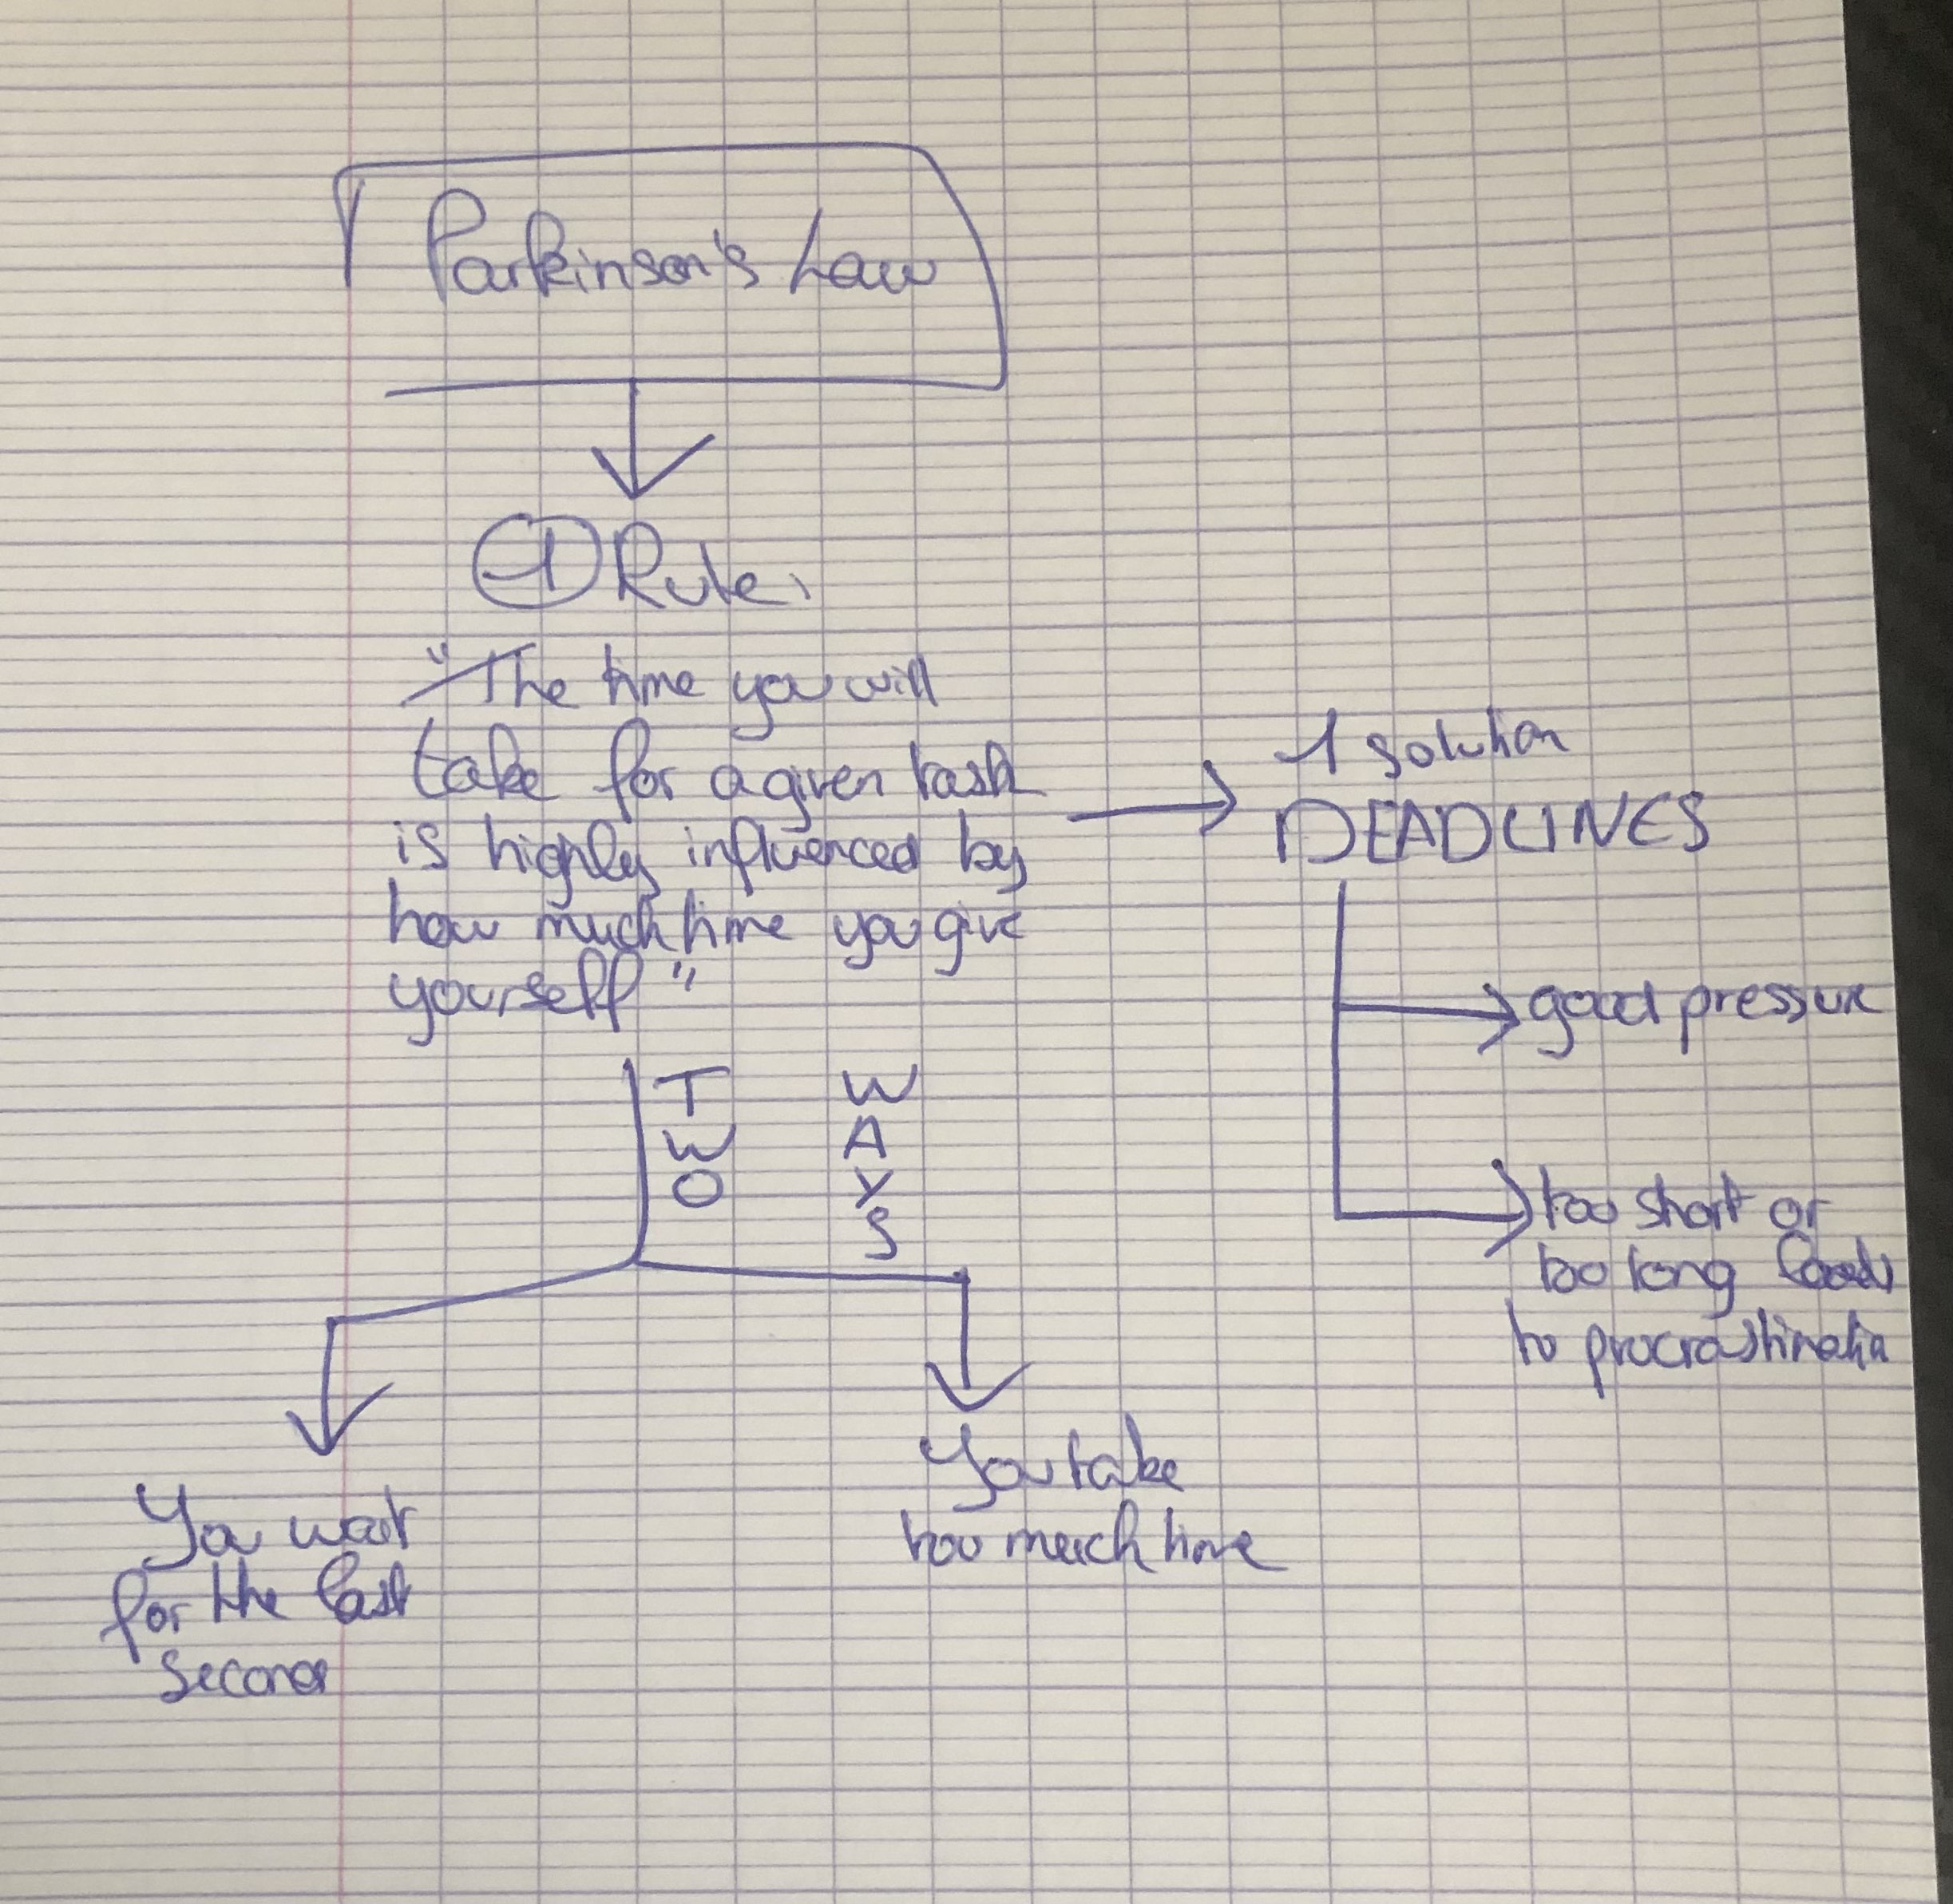 Parkinson's Law
1 Rule:
"The time you will
take for a given task
is highly influenced by
how much time you give
yourself"
1 solution
DEADLINES
good pressure
too short or
too long leads
to procrastination
TWO WAYS
You wait
for the last
second
You take
too much time